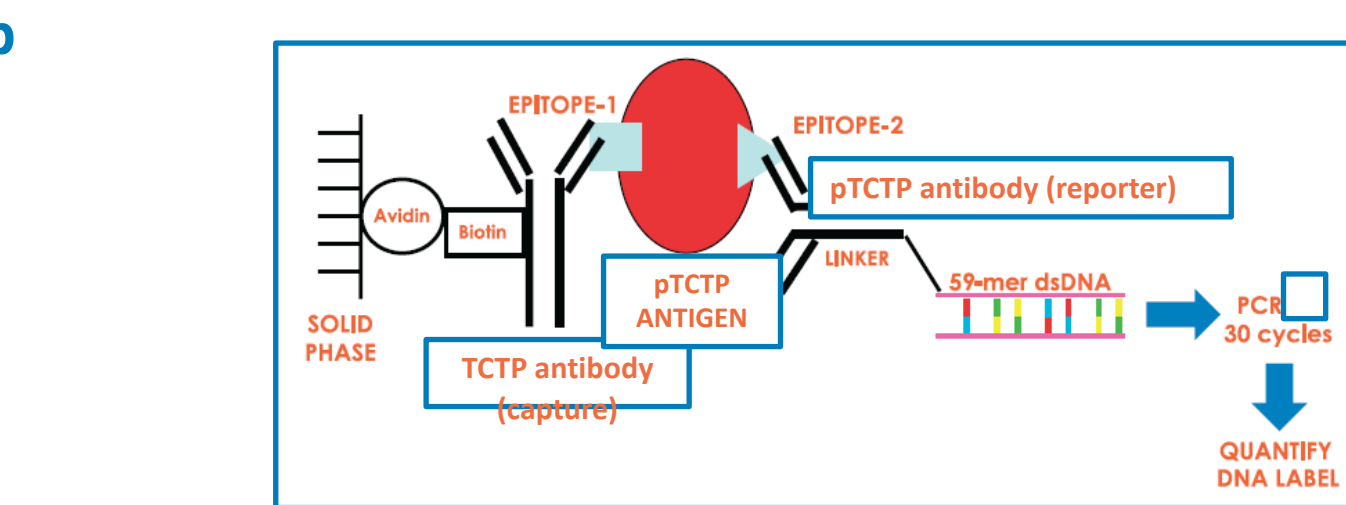 EPITOPE-1
EPITOPE-2
pTCTP antibody (reporter)
Avidin
Biotin
LINKER
pTCTP
ANTIGEN
59-mer dsDNA
PCR
30 cycles
SOLID
PHASE
TCTP antibody
(capture)
QUANTIFY
DNA LABEL